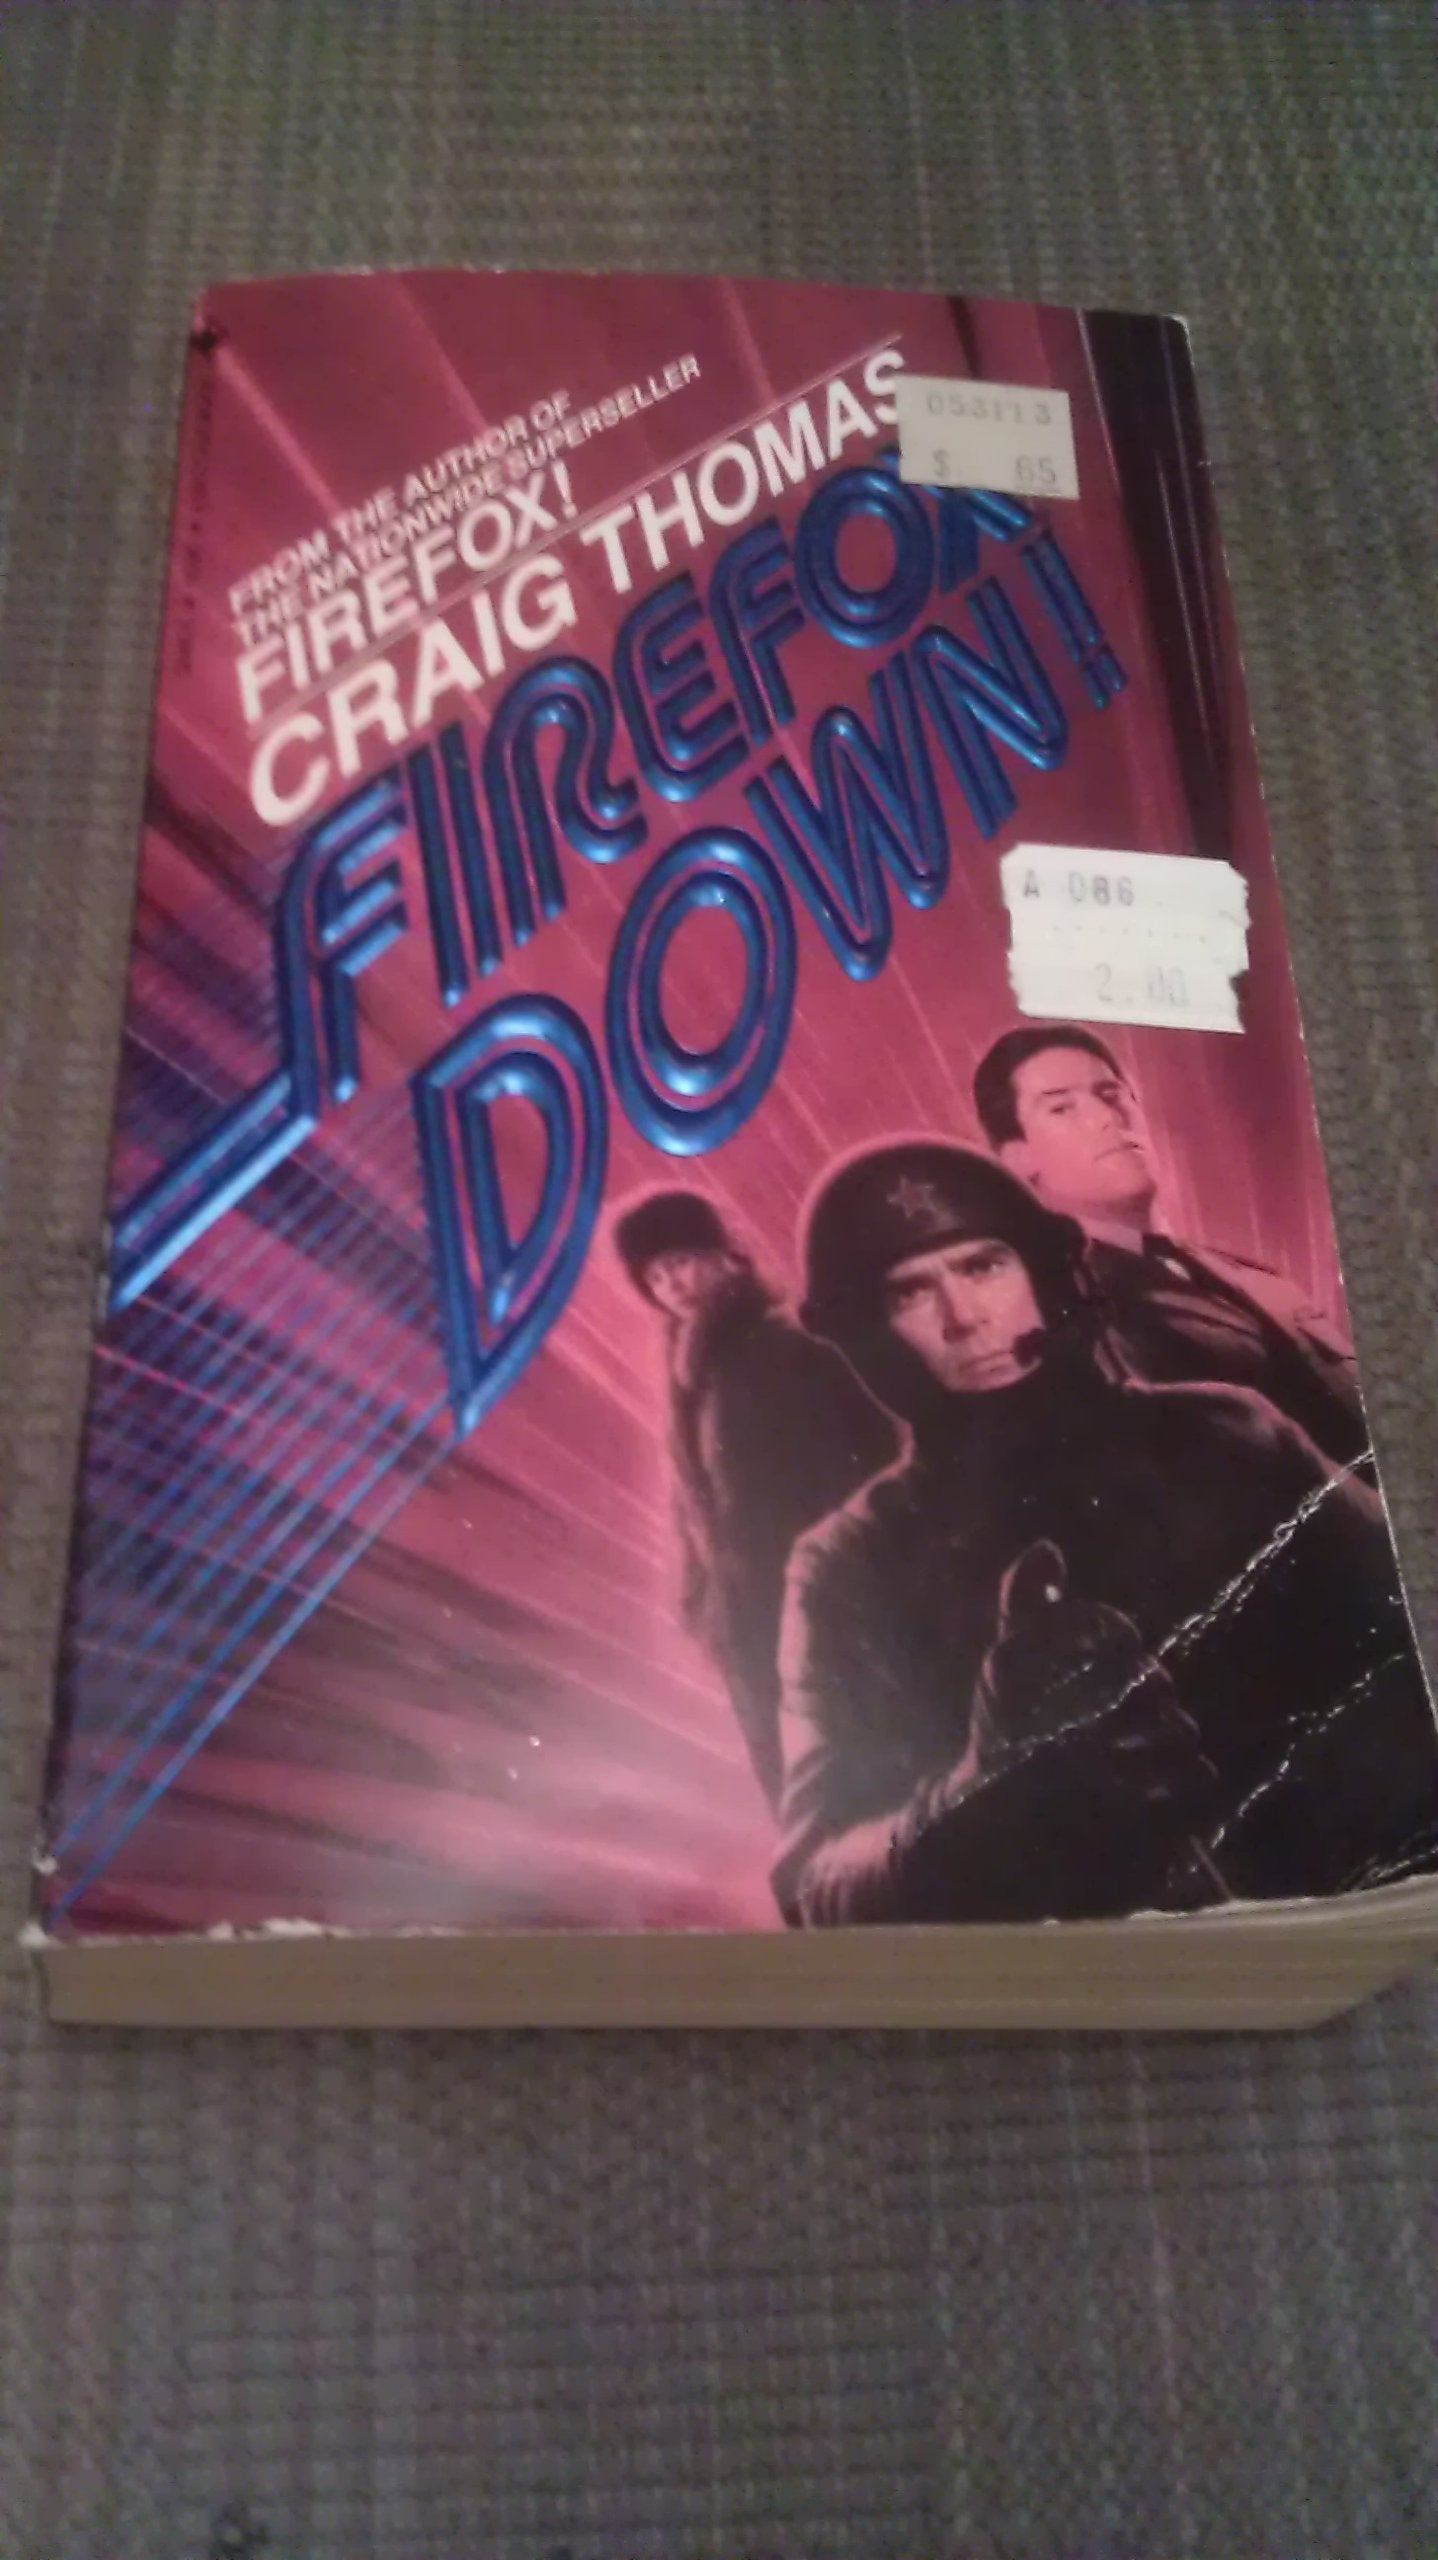 FROM THE AUTHOR OF
THE NATIONWIDE SUPERSELLER
FIREFOX!
CRAIG THOMAS
FIREFOX
DOWN!
053113
$ 65
A 086
2.00